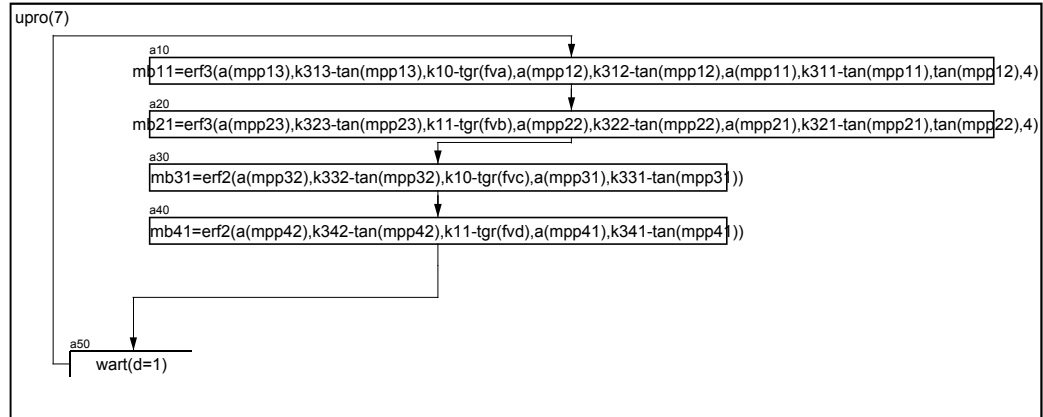 upro(7)
a10
mb11=erf3(a(mpp13),k313-tan(mpp13),k10-tgr(fva),a(mpp12),k312-tan(mpp12),a(mpp11),k311-tan(mpp11),tan(mpp12),4)
a20
mb21=erf3(a(mpp23),k323-tan(mpp23),k11-tgr(fvb),a(mpp22),k322-tan(mpp22),a(mpp21),k321-tan(mpp21),tan(mpp22),4)
a30
mb31=erf2(a(mpp32),k332-tan(mpp32),k10-tgr(fvc),a(mpp31),k331-tan(mpp31))
a40
mb41=erf2(a(mpp42),k342-tan(mpp42),k11-tgr(fvd),a(mpp41),k341-tan(mpp41))
a50
wart(d=1)